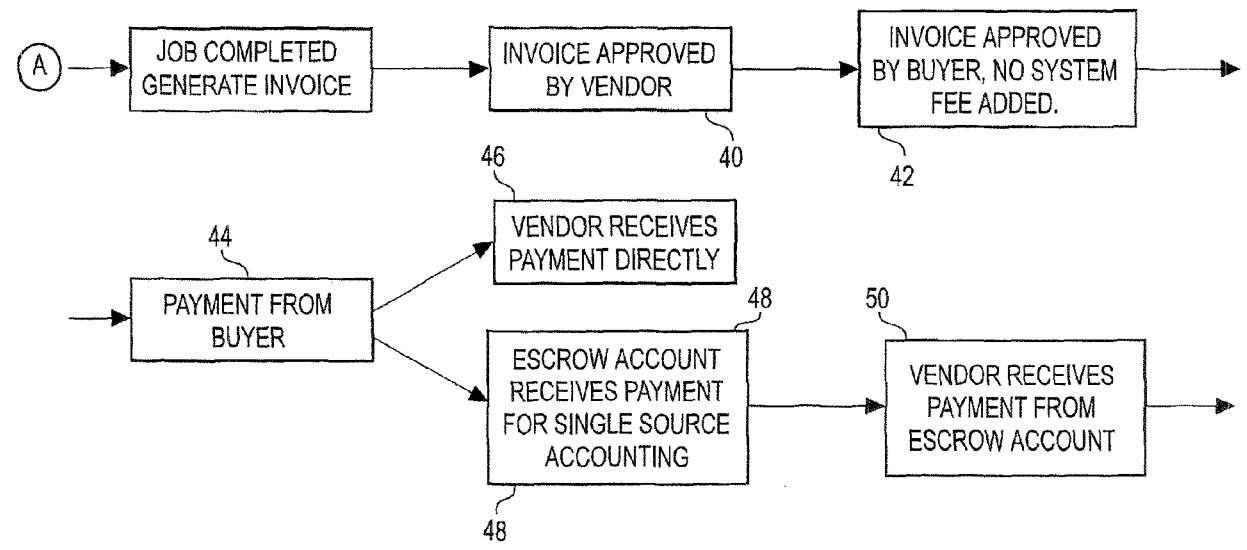 A
JOB COMPLETED
GENERATE INVOICE
INVOICE APPROVED
BY VENDOR
40
INVOICE APPROVED
BY BUYER, NO SYSTEM
FEE ADDED.
42
44
PAYMENT FROM
BUYER
46
VENDOR RECEIVES
PAYMENT DIRECTLY
48
ESCROW ACCOUNT
RECEIVES PAYMENT
FOR SINGLE SOURCE
ACCOUNTING
48
50
VENDOR RECEIVES
PAYMENT FROM
ESCROW ACCOUNT